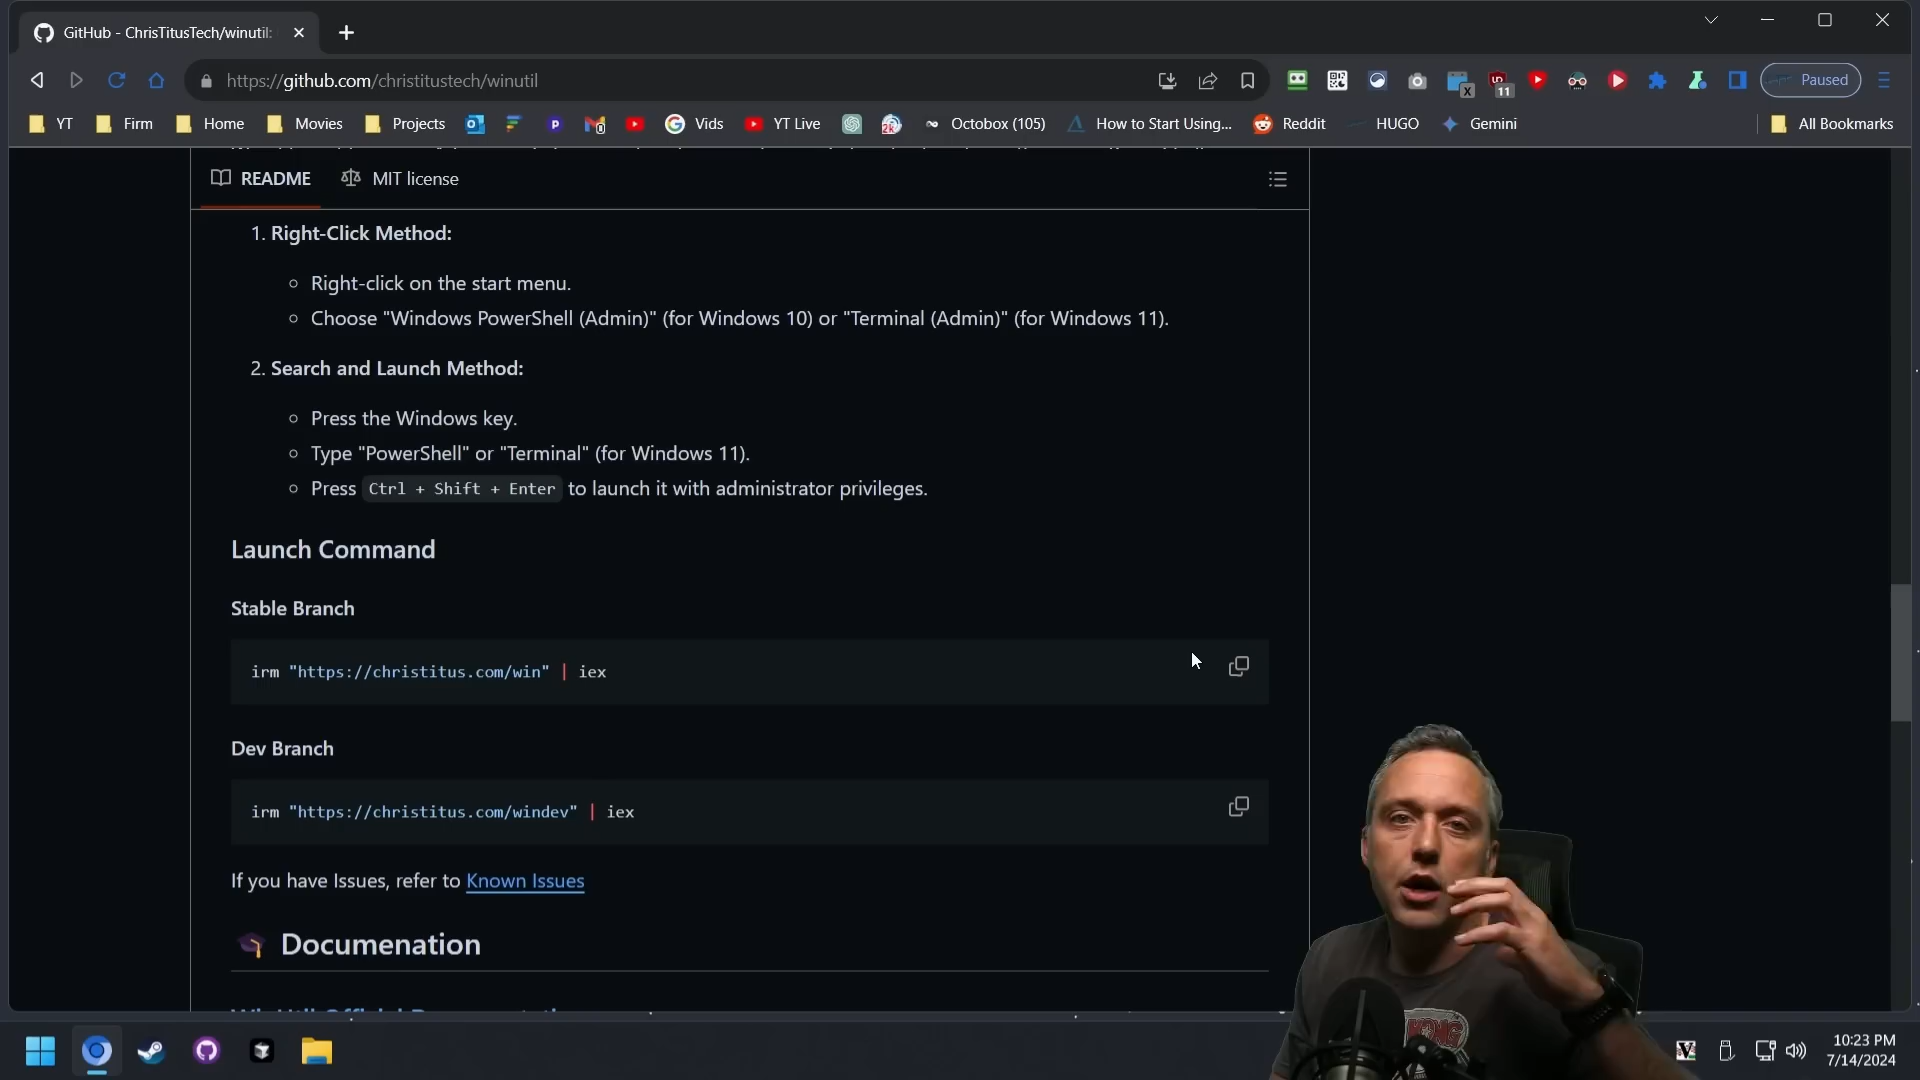 GitHub - ChrisTitusTech/winutil:
https://github.com/christitustech/winutil
11
Paused
YT
Firm
Home
Movies
Projects
Vids
YT Live
Octobox (105)
How to Start Using...
Reddit
HUGO
Gemini
All Bookmarks
README
MIT license
1. Right-Click Method:
Right-click on the start menu.
Choose "Windows PowerShell (Admin)" (for Windows 10) or "Terminal (Admin)" (for Windows 11).
2. Search and Launch Method:
Press the Windows key.
Type "PowerShell" or "Terminal" (for Windows 11).
Press Ctrl + Shift + Enter to launch it with administrator privileges.
Launch Command
Stable Branch
irm "https://christitus.com/win" | iex
Dev Branch
irm "https://christitus.com/windev" | iex
If you have Issues, refer to Known Issues
Documenation
10:23 PM
7/14/2024